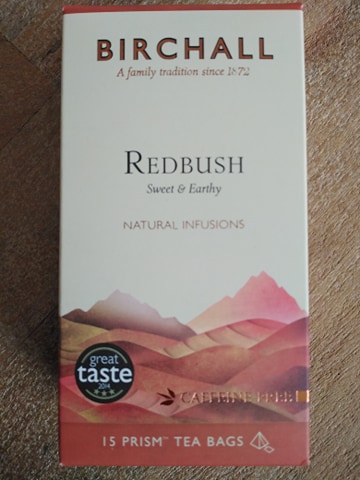 BIRCHALL
A family tradition since 1872
REDBUSH
Sweet & Earthy
NATURAL INFUSIONS
great
taste
2014
CAFFEINE FREE
15 PRISM™ TEA BAGS